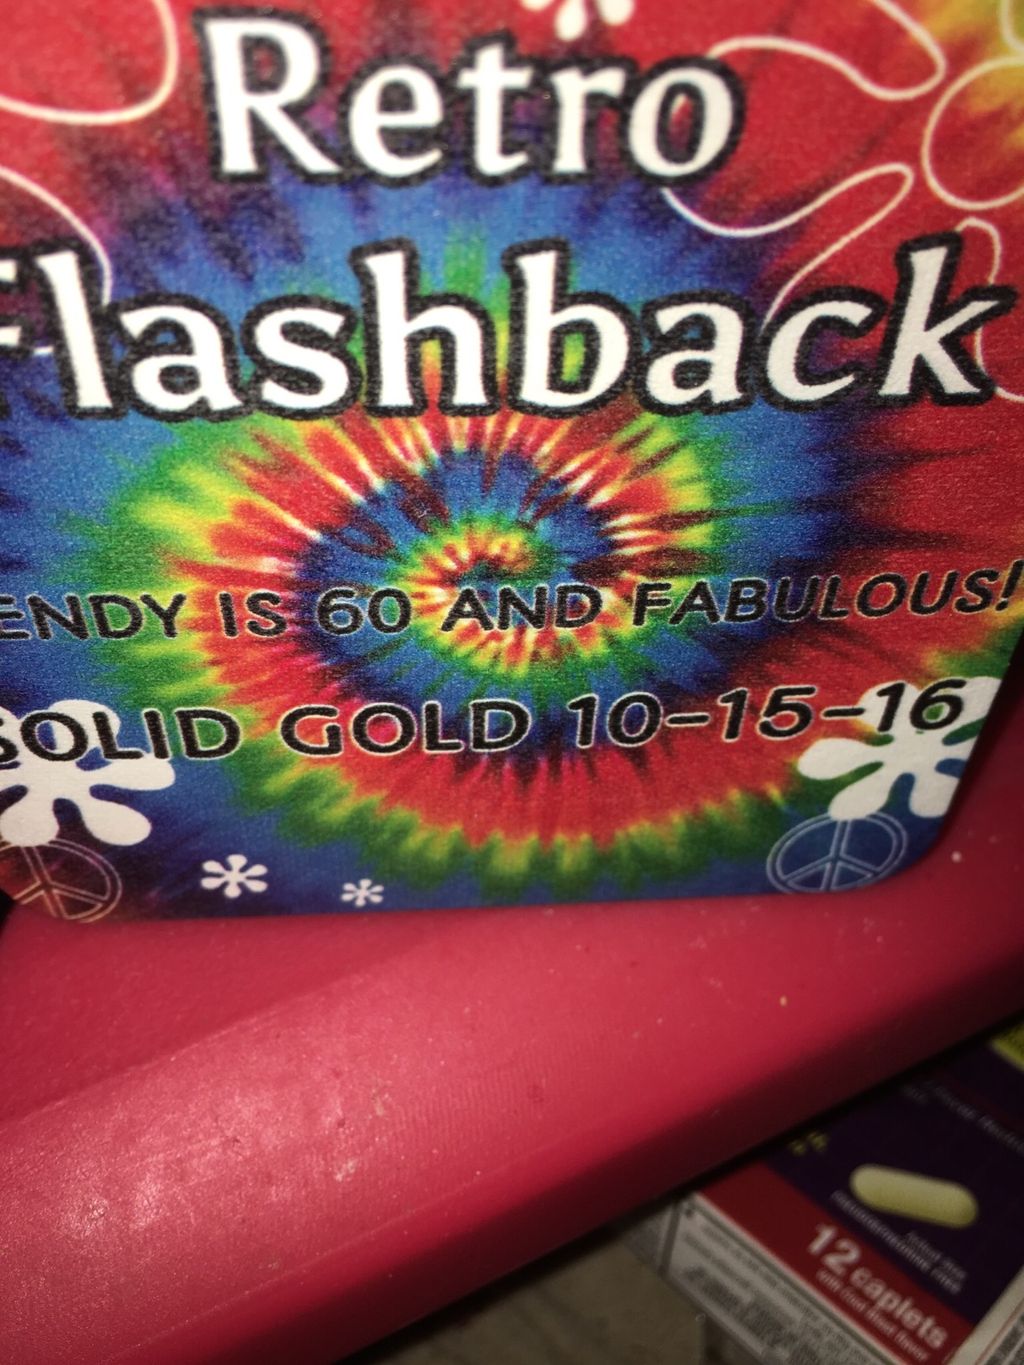 Retro
Flashback
ENDY IS 60 AND FABULOUS!
SOLID GOLD 10-15-16
12 caplets